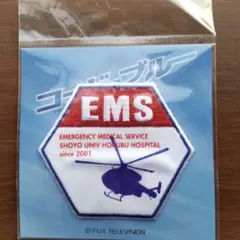 コード・ブルー
EMS
EMERGENCY MEDICAL SERVICE
SHOYO UNIV HOKUBU HOSPITAL
since 2001
© FUJI TELEVISION